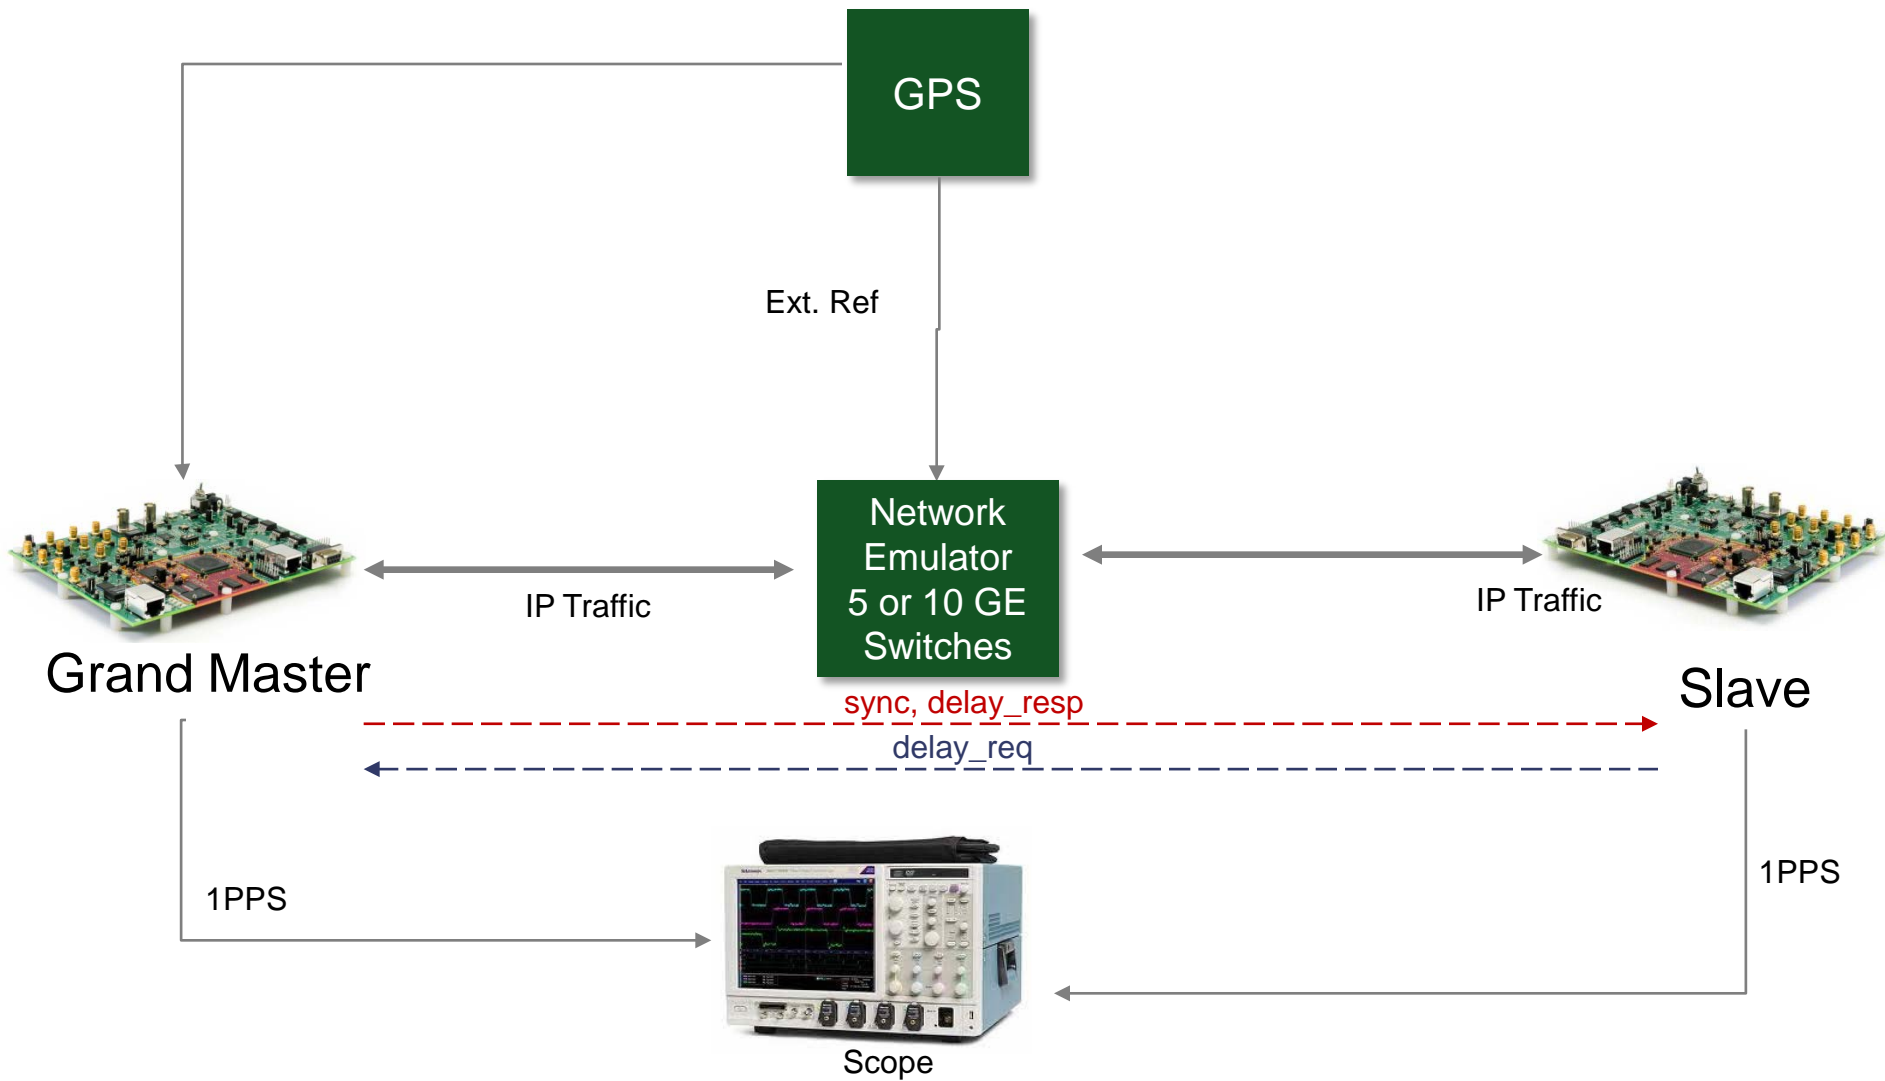 GPS
Ext. Ref
Network
Emulator
5 or 10 GE
Switches
IP Traffic
IP Traffic
Grand Master
Slave
sync, delay_resp
delay_req
1PPS
1PPS
Scope